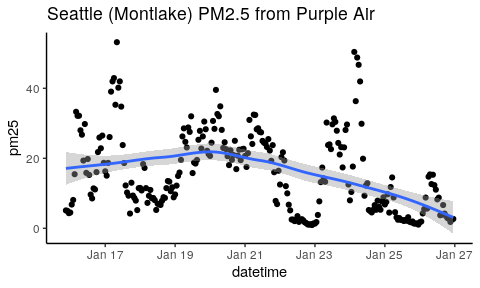 Seattle (Montlake) PM2.5 from Purple Air
pm25
40
20
0
Jan 17 Jan 19 Jan 21 Jan 23 Jan 25 Jan 27
datetime